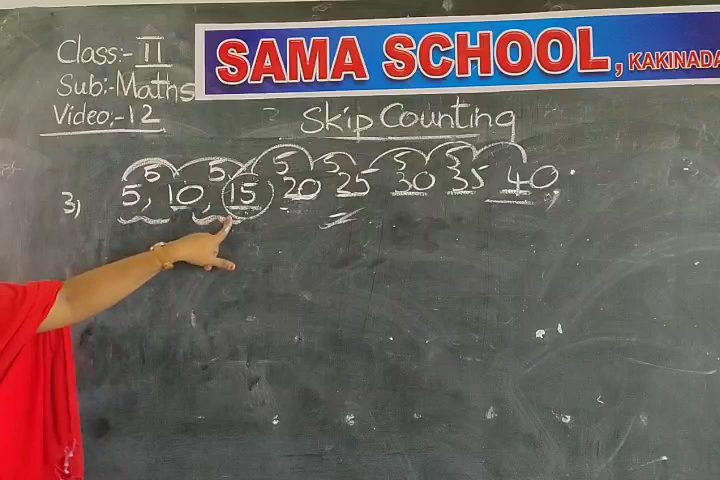 Class:- II
Sub:- Maths
Video:- 12
SAMA SCHOOL, KAKINADA
Skip Counting
5 5 5 5 5 5
3) 5, 10, 15 20 25 30 35 40.